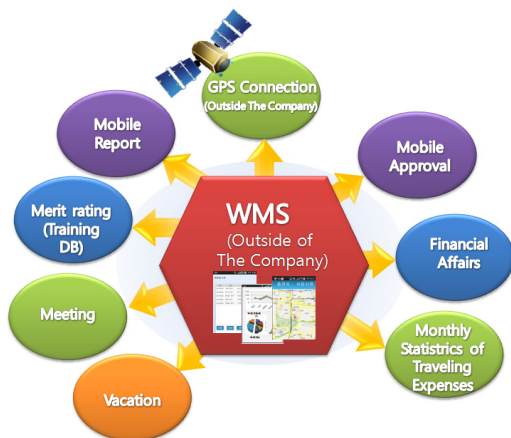 GPS Connection
(Outside The Company)
Mobile
Report
Mobile
Approval
Merit rating
(Training
DB)
WMS
(Outside of
The Company)
Financial
Affairs
Meeting
Monthly
Statistrics of
Traveling
Expenses
Vacation